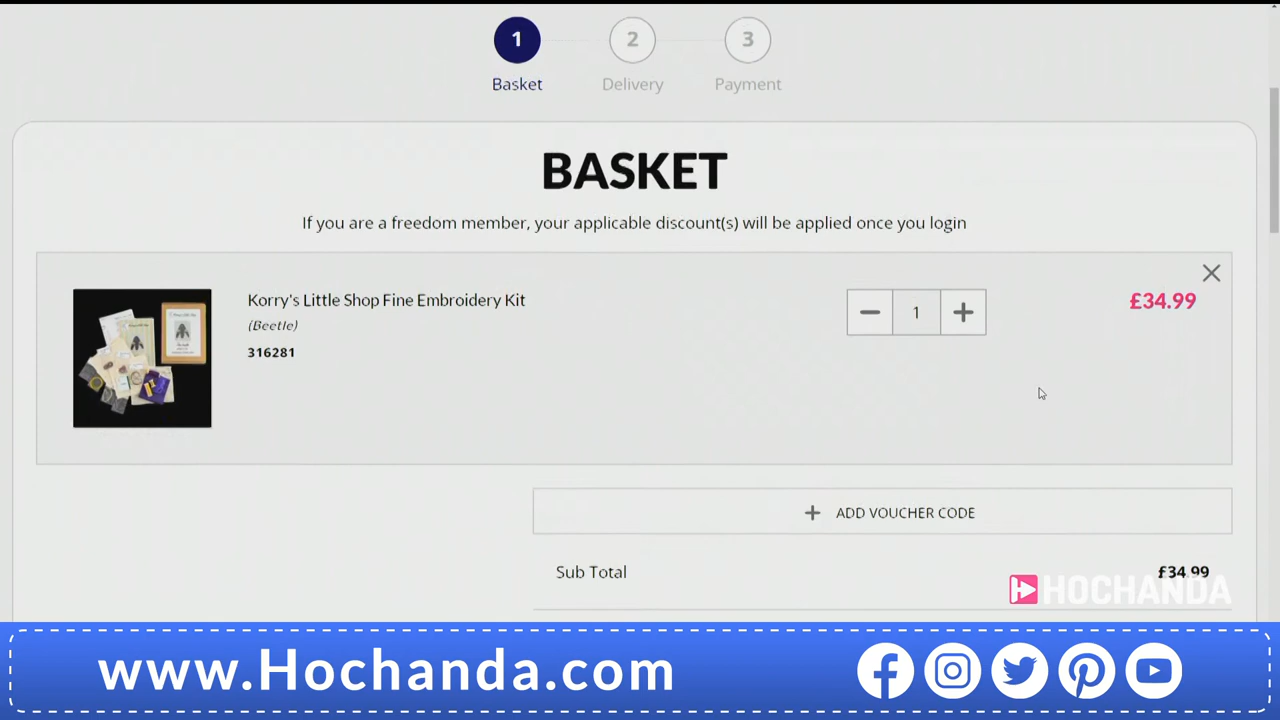 1
2
3
Basket
Delivery
Payment
BASKET
If you are a freedom member, your applicable discount(s) will be applied once you login
Korry's Little Shop Fine Embroidery Kit
(Beetle)
316281
1
£34.99
ADD VOUCHER CODE
Sub Total
£34.99
HOCHANDA
www.Hochanda.com